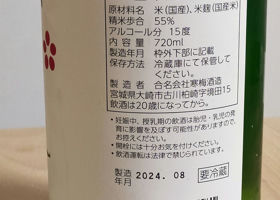 原材料名 米(国産)、米麹(国産米)
精米歩合 55%
アルコール分 15度
内容量 720ml
製造年月 枠外下部に記載
保存方法 冷蔵庫にて保管して
ください。
製造者 合名会社寒梅酒造
宮城県大崎市古川柏崎字境田15
飲酒は20歳になってから。
・妊娠中、授乳期の飲酒は胎児・乳児の発
育に影響を及ぼす可能性がありますので、
お控えください。
・開栓には十分お気を付けください。
・飲酒運転は法律で禁じられています。
製造
年月 2024.08 要冷蔵